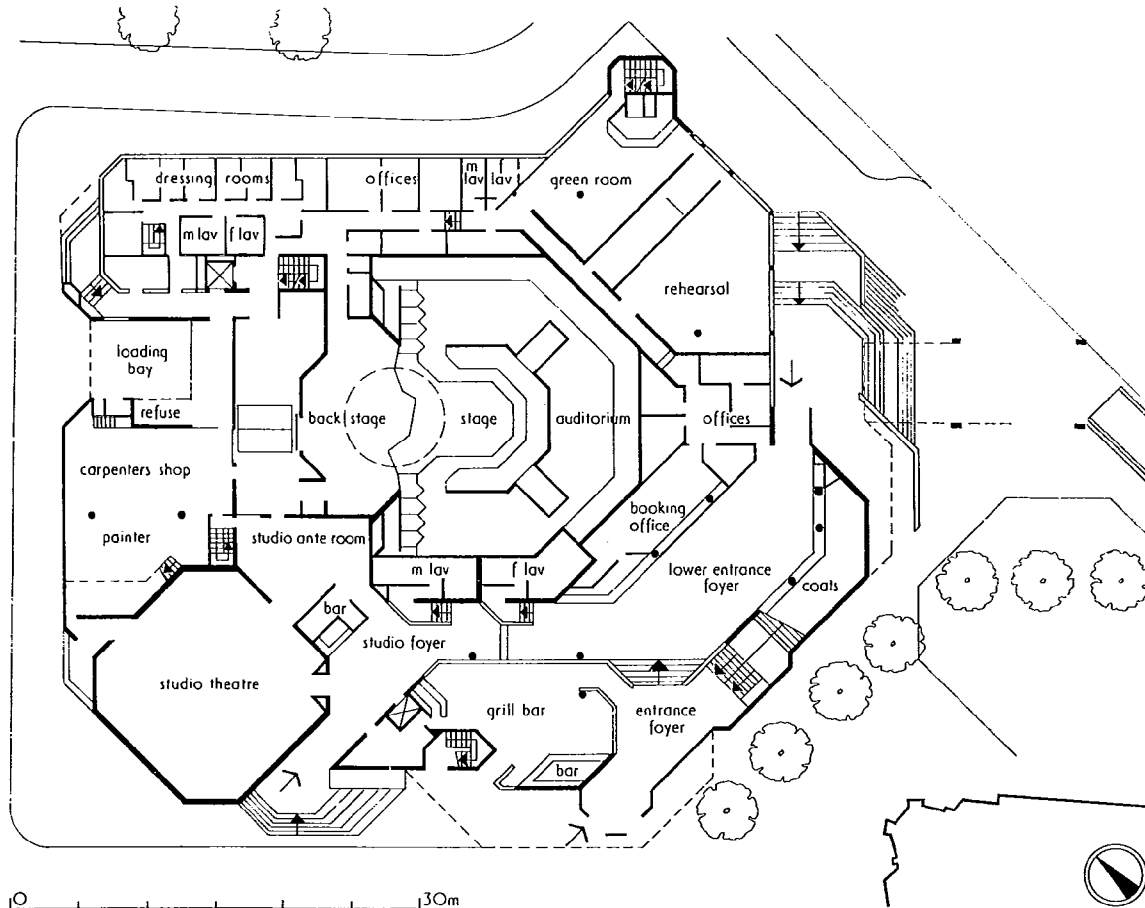 dressing rooms
offices
m lav
f lav
green room
m lav
f lav
rehearsal
loading bay
refuse
back stage
stage
auditorium
offices
carpenters shop
booking office
painter
studio ante room
m lav
f lav
lower entrance foyer
coats
bar
studio foyer
studio theatre
grill bar
entrance foyer
bar
0
30m